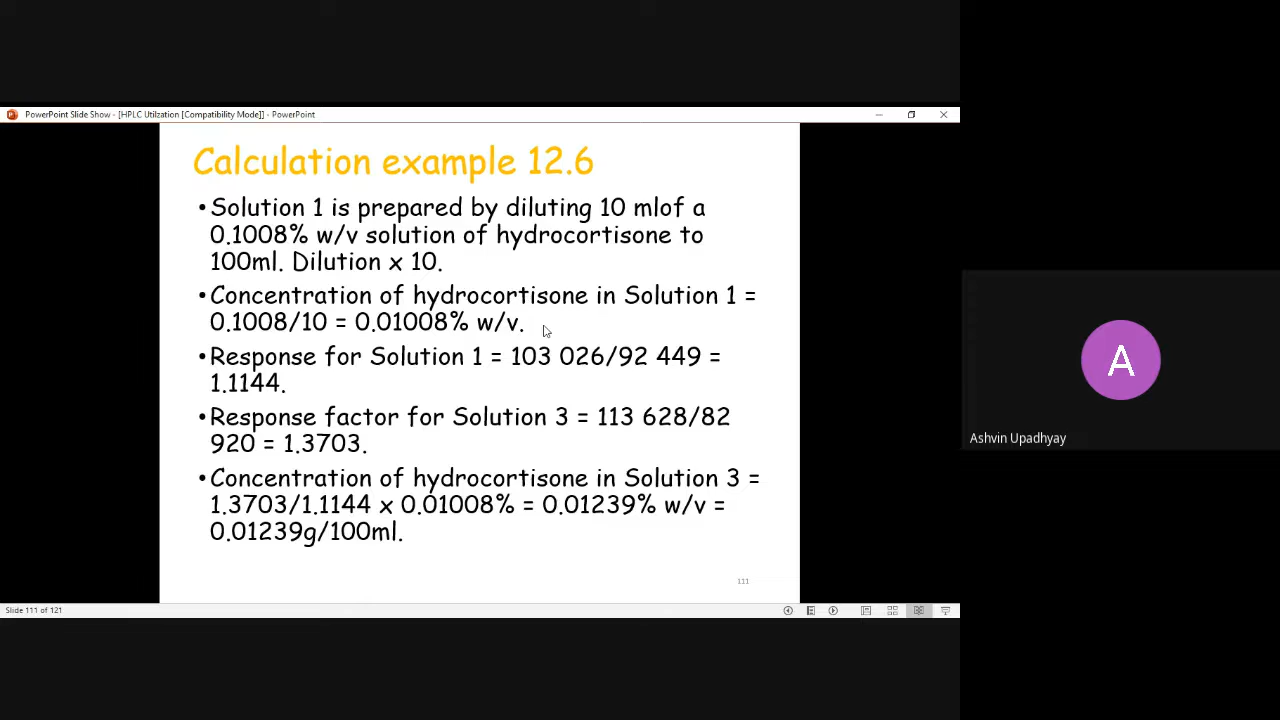 PowerPoint Slide Show - [HPLC Utilzation [Compatibility Mode]] - PowerPoint
Calculation example 12.6
•Solution 1 is prepared by diluting 10 mlof a
0.1008% w/v solution of hydrocortisone to
100ml. Dilution x 10.
•Concentration of hydrocortisone in Solution 1 =
0.1008/10 = 0.01008% w/v.
•Response for Solution 1 = 103 026/92 449 =
1.1144.
•Response factor for Solution 3 = 113 628/82
920 = 1.3703.
•Concentration of hydrocortisone in Solution 3 =
1.3703/1.1144 x 0.01008% = 0.01239% w/v =
0.01239g/100ml.
111
Slide 111 of 121
A
Ashvin Upadhyay